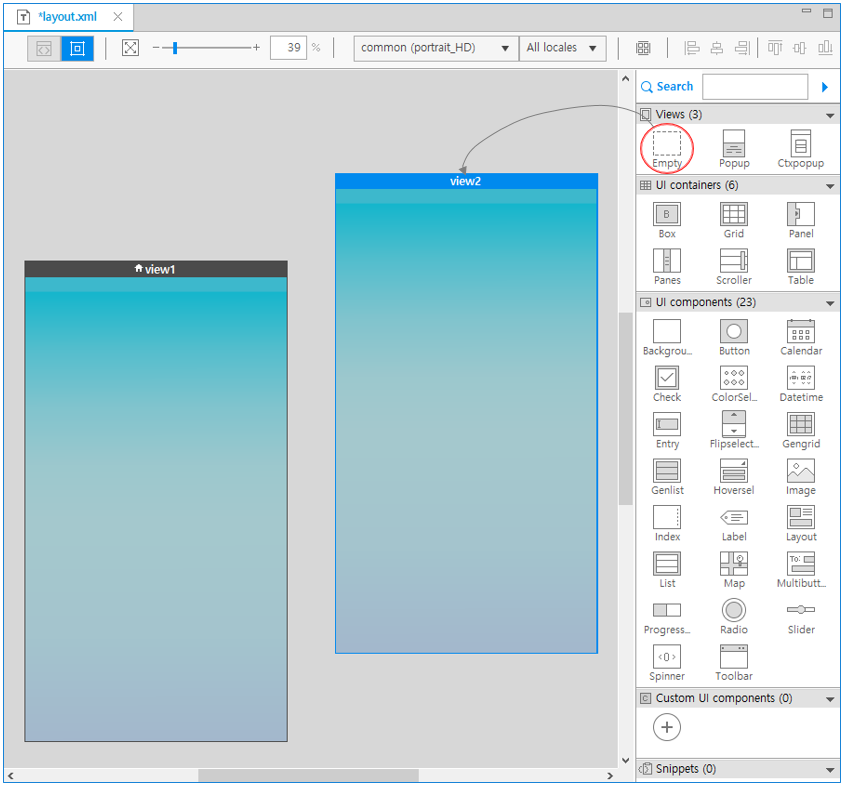 *layout.xml
39 %
common (portrait_HD)
All locales
Search
Views (3)
Empty
Popup
Ctxpopup
UI containers (6)
Box
Grid
Panel
Panes
Scroller
Table
UI components (23)
Backgrou...
Button
Calendar
Check
ColorSel...
Datetime
Entry
Flipselect...
Gengrid
Genlist
Hoversel
Image
Index
Label
Layout
List
Map
Multibutt...
Progress...
Radio
Slider
Spinner
Toolbar
Custom UI components (0)
Snippets (0)
view2
view1